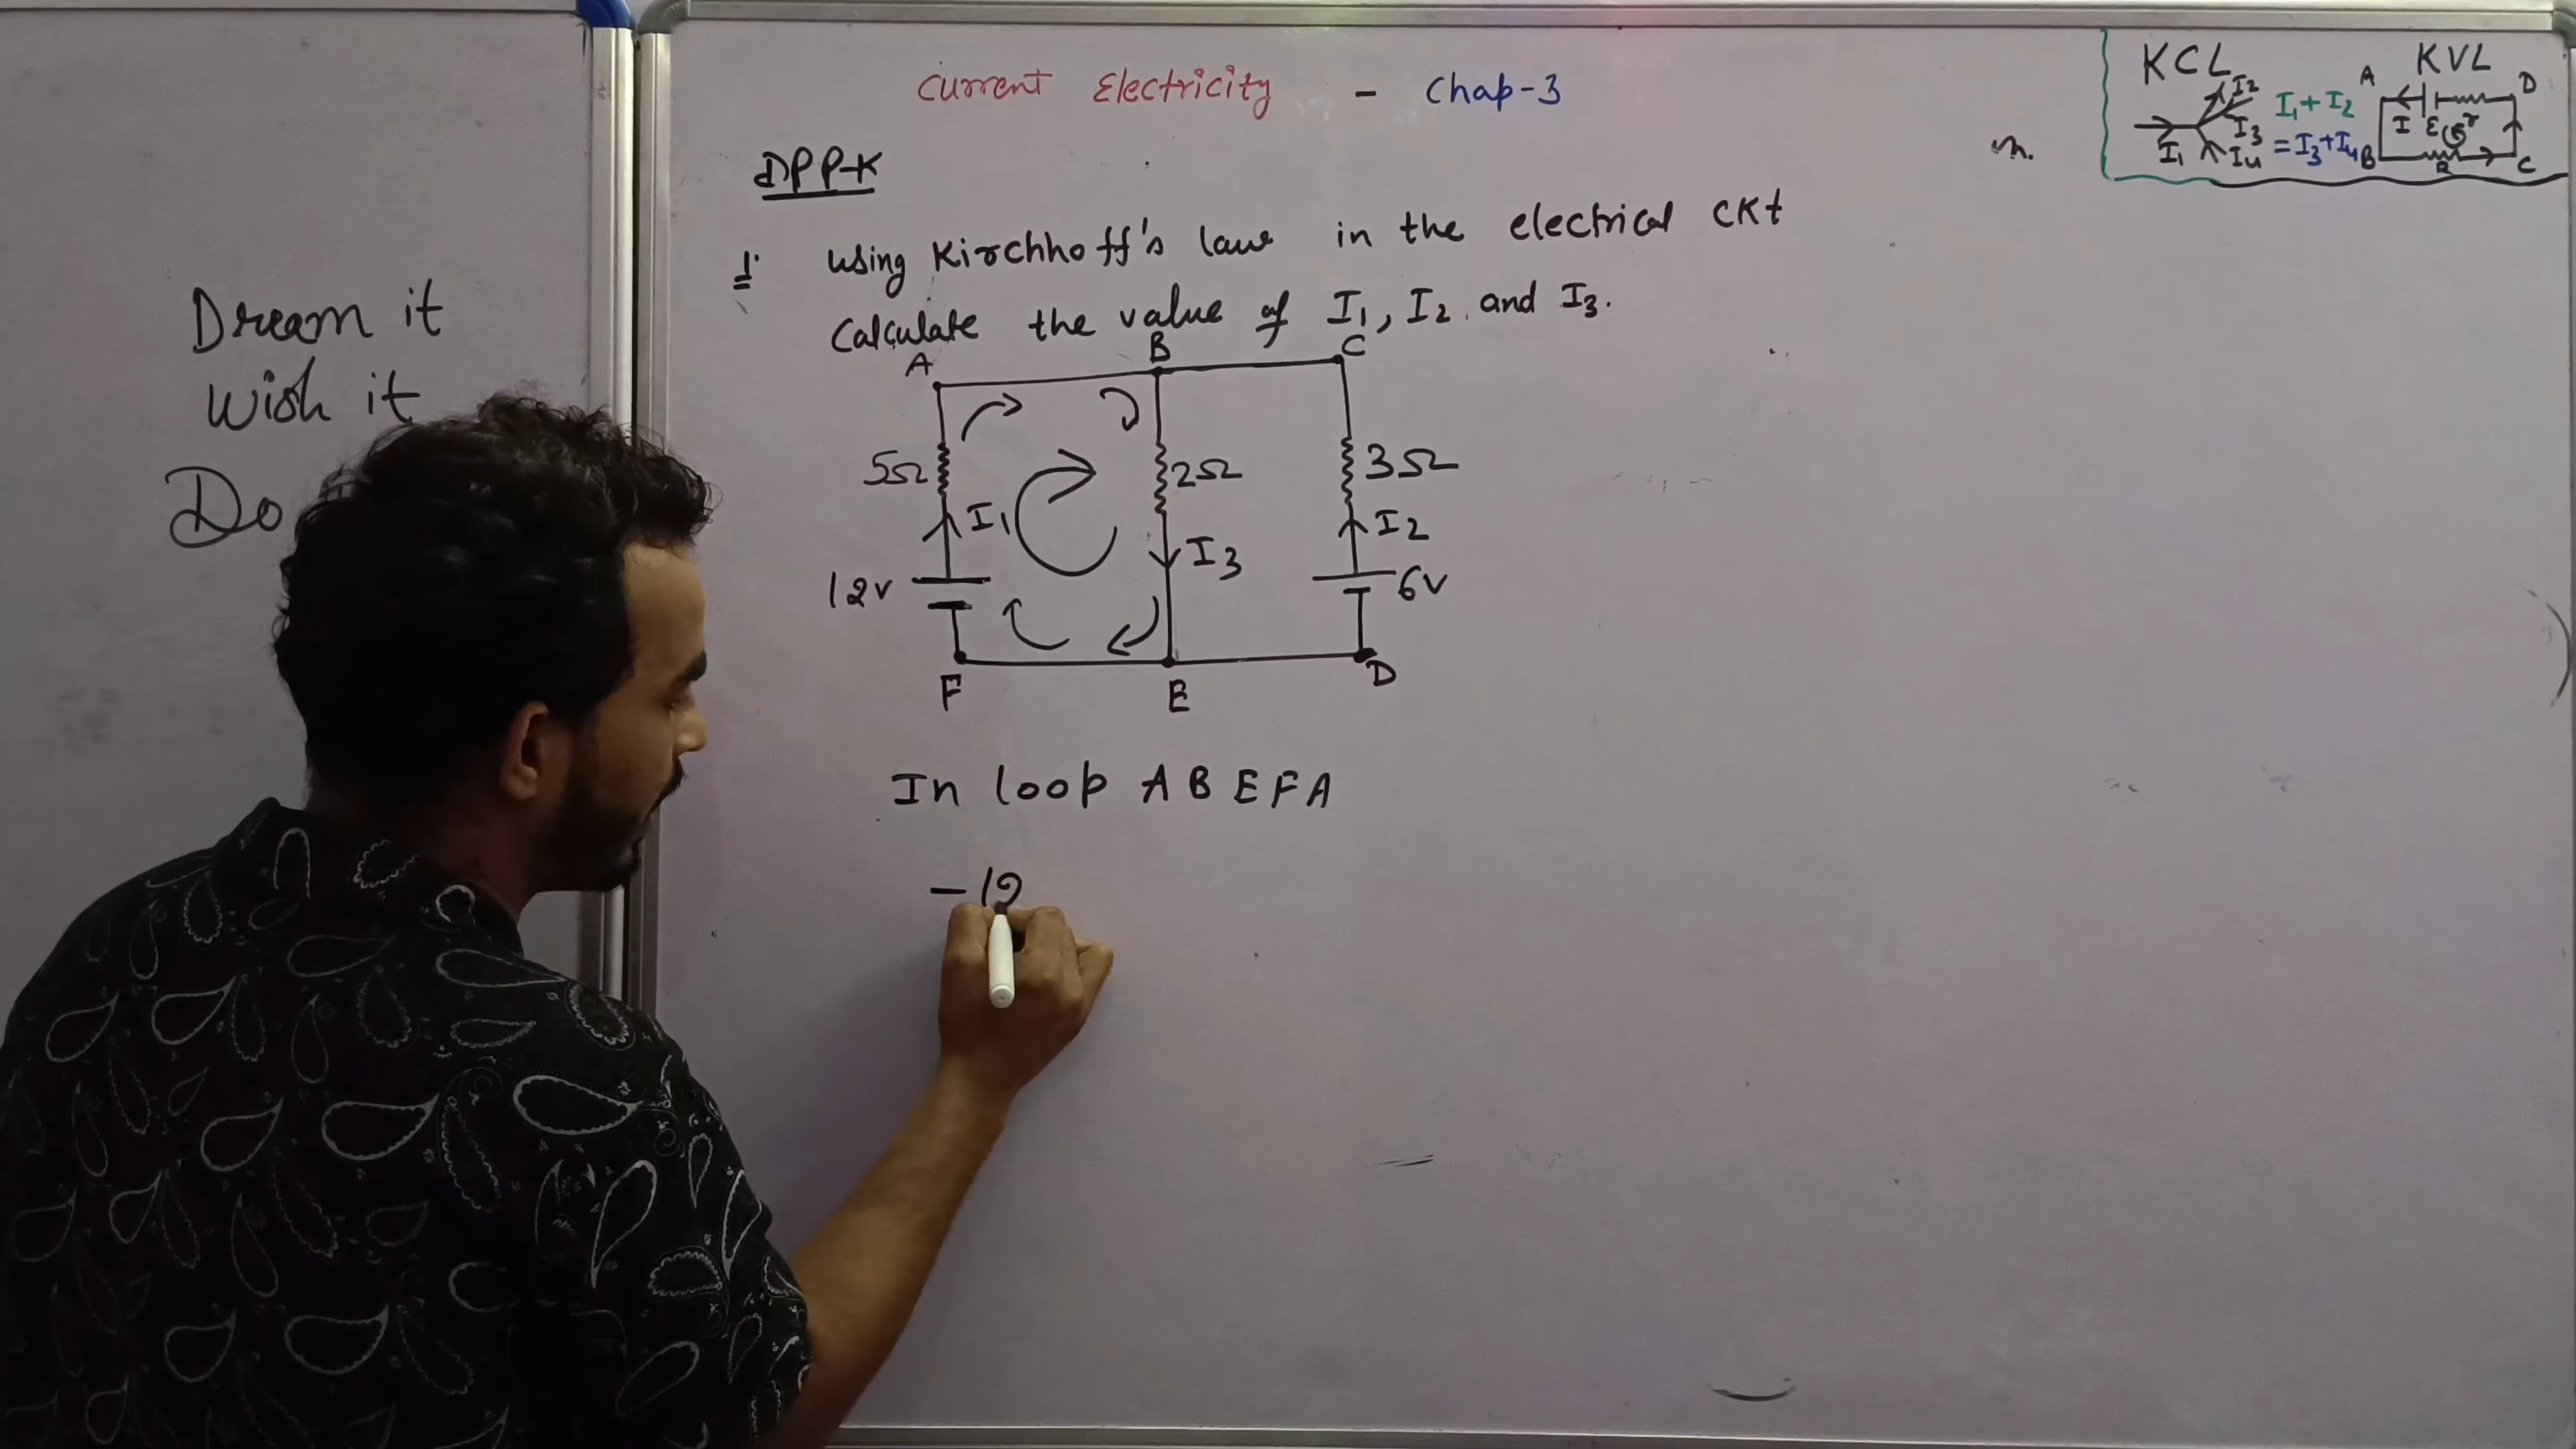 Dream it
Wish it
Do
Current Electricity - Chap-3
DPP-K
1. Using Kirchhoff's laws in the electrical ckt
Calculate the value of I1, I2 and I3.
A B C
5Ω 2Ω 3Ω
I1 I3 I2
12v 6v
F E D
In loop A B E F A
-12
KCL
I1 I2 I3 I4
I1 + I2
= I3 + I4
KVL
A D
I E r
B R C